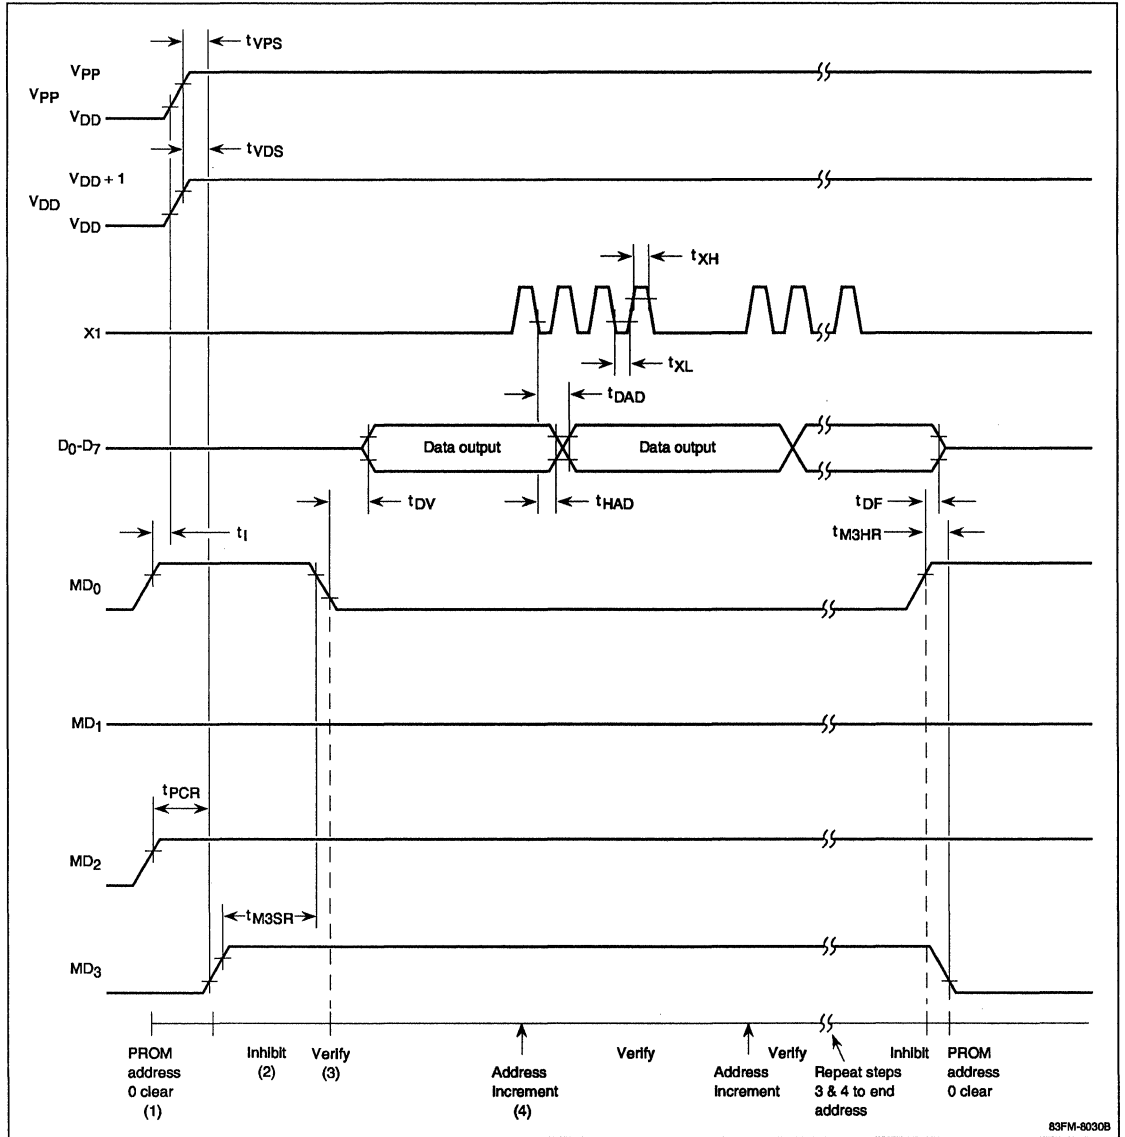 tVPS
VPP
VPP
VDD
tVDS
VDD + 1
VDD
VDD
tXH
X1
tXL
tDAD
D0-D7
Data output
Data output
tDV
tHAD
tDF
tI
tM3HR
MD0
MD1
tPCR
MD2
tM3SR
MD3
PROM
address
0 clear
(1)
Inhibit
(2)
Verify
(3)
Address
Increment
(4)
Verify
Address
Increment
Verify
Repeat steps
3 & 4 to end
address
Inhibit
PROM
address
0 clear
83FM-8030B